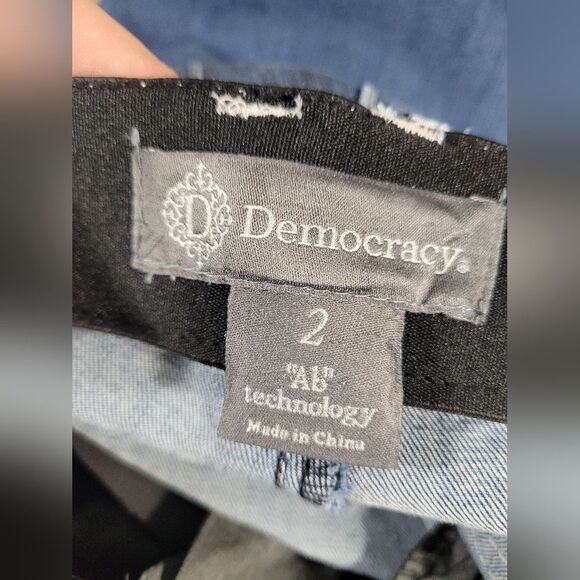 D Democracy.
2
"Ab"
technology
Made in China